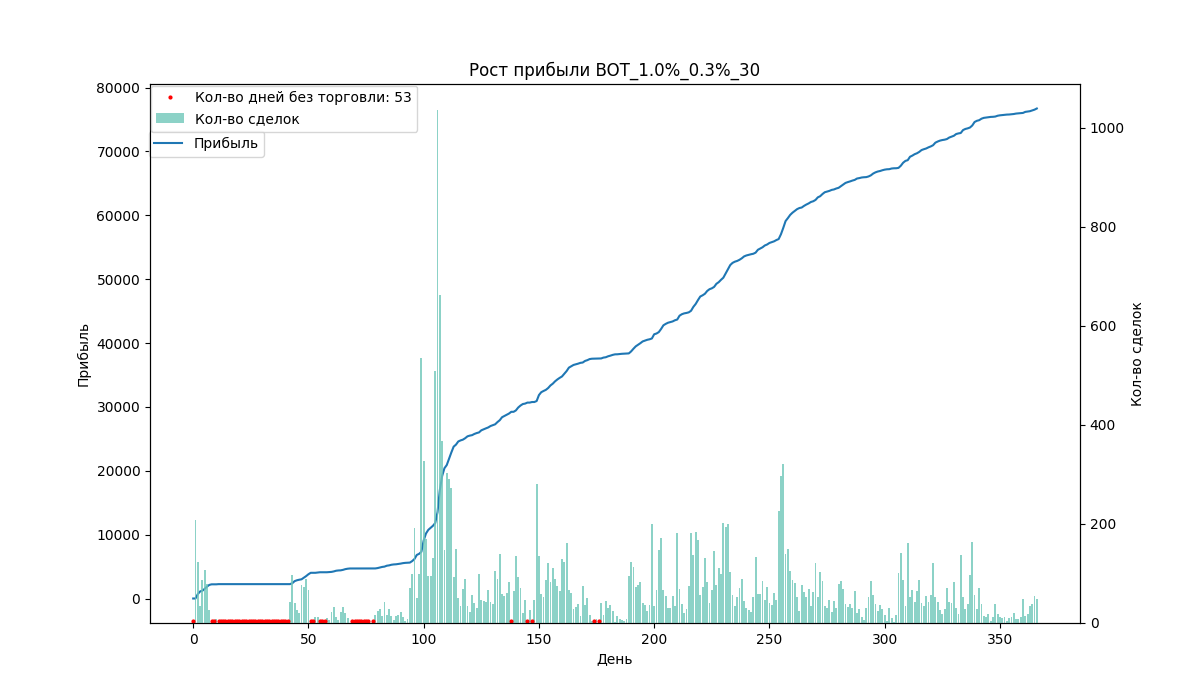 Рост прибыли BOT_1.0%_0.3%_30
Кол-во дней без торговли: 53
Кол-во сделок
Прибыль
80000
70000
60000
50000
40000
30000
20000
10000
0
Прибыль
1000
800
600
400
200
0
Кол-во сделок
0 50 100 150 200 250 300 350
День